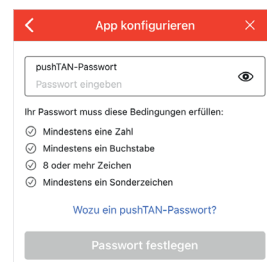 App konfigurieren
pushTAN-Passwort
Passwort eingeben
Ihr Passwort muss diese Bedingungen erfüllen:
Mindestens eine Zahl
Mindestens ein Buchstabe
8 oder mehr Zeichen
Mindestens ein Sonderzeichen
Wozu ein pushTAN-Passwort?
Passwort festlegen